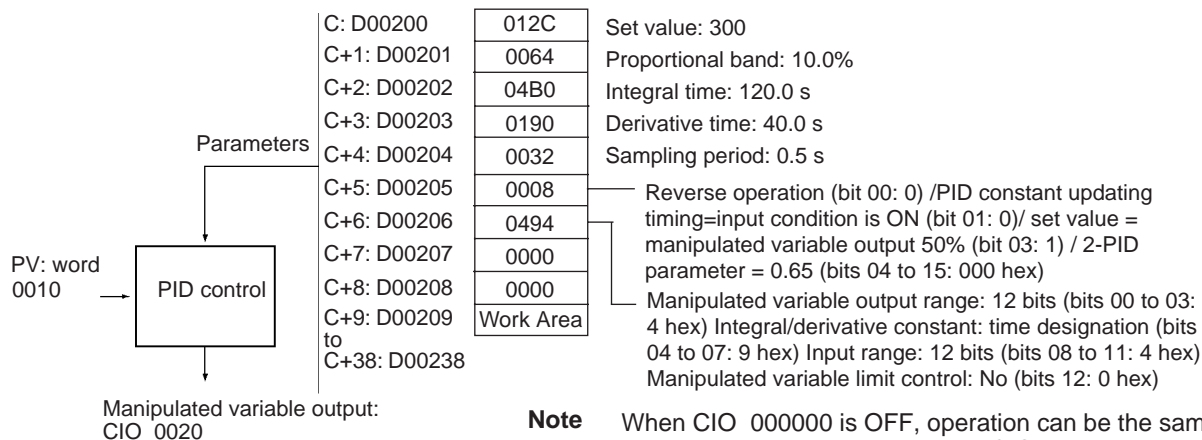 C: D00200 012C Set value: 300
C+1: D00201 0064 Proportional band: 10.0%
C+2: D00202 04B0 Integral time: 120.0 s
C+3: D00203 0190 Derivative time: 40.0 s
Parameters
C+4: D00204 0032 Sampling period: 0.5 s
C+5: D00205 0008 Reverse operation (bit 00: 0) /PID constant updating
timing=input condition is ON (bit 01: 0)/ set value =
manipulated variable output 50% (bit 03: 1) / 2-PID
parameter = 0.65 (bits 04 to 15: 000 hex)
C+6: D00206 0494 Manipulated variable output range: 12 bits (bits 00 to 03:
4 hex) Integral/derivative constant: time designation (bits
04 to 07: 9 hex) Input range: 12 bits (bits 08 to 11: 4 hex)
Manipulated variable limit control: No (bits 12: 0 hex)
C+7: D00207 0000
C+8: D00208 0000
C+9: D00209 Work Area
to
C+38: D00238
PV: word
0010
PID control
Manipulated variable output:
CIO 0020
Note When CIO 000000 is OFF, operation can be the sam